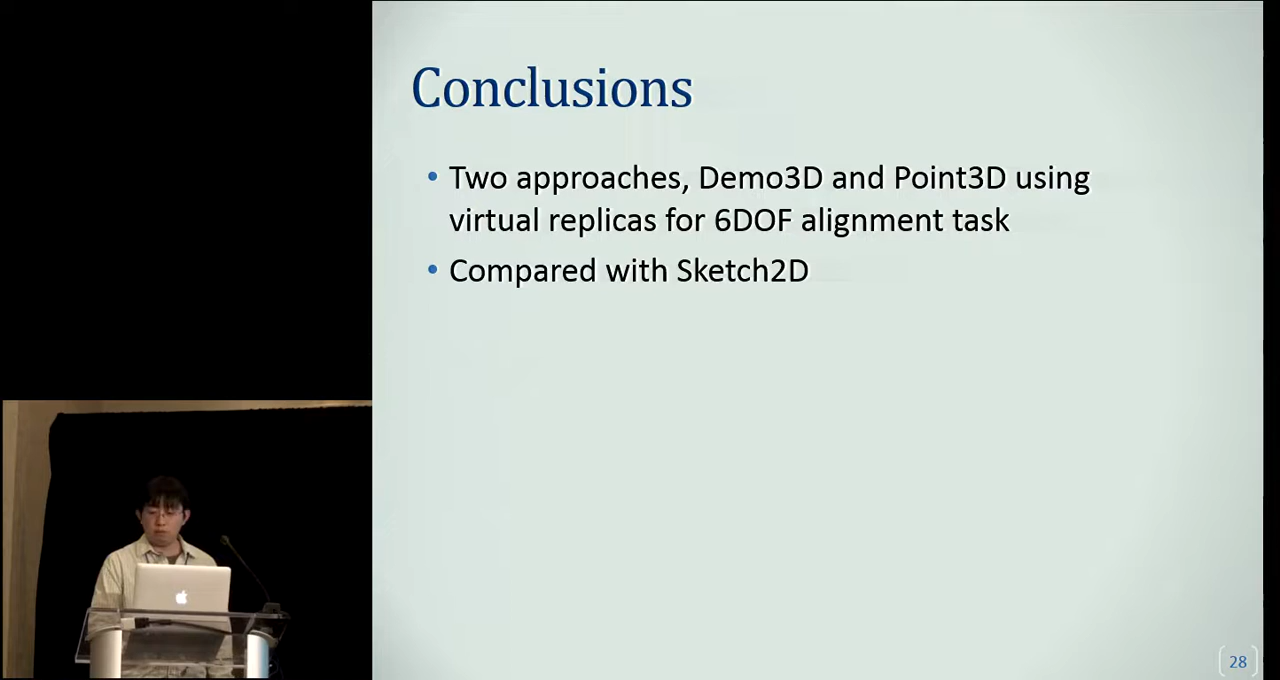 Conclusions
• Two approaches, Demo3D and Point3D using
virtual replicas for 6DOF alignment task
• Compared with Sketch2D
28